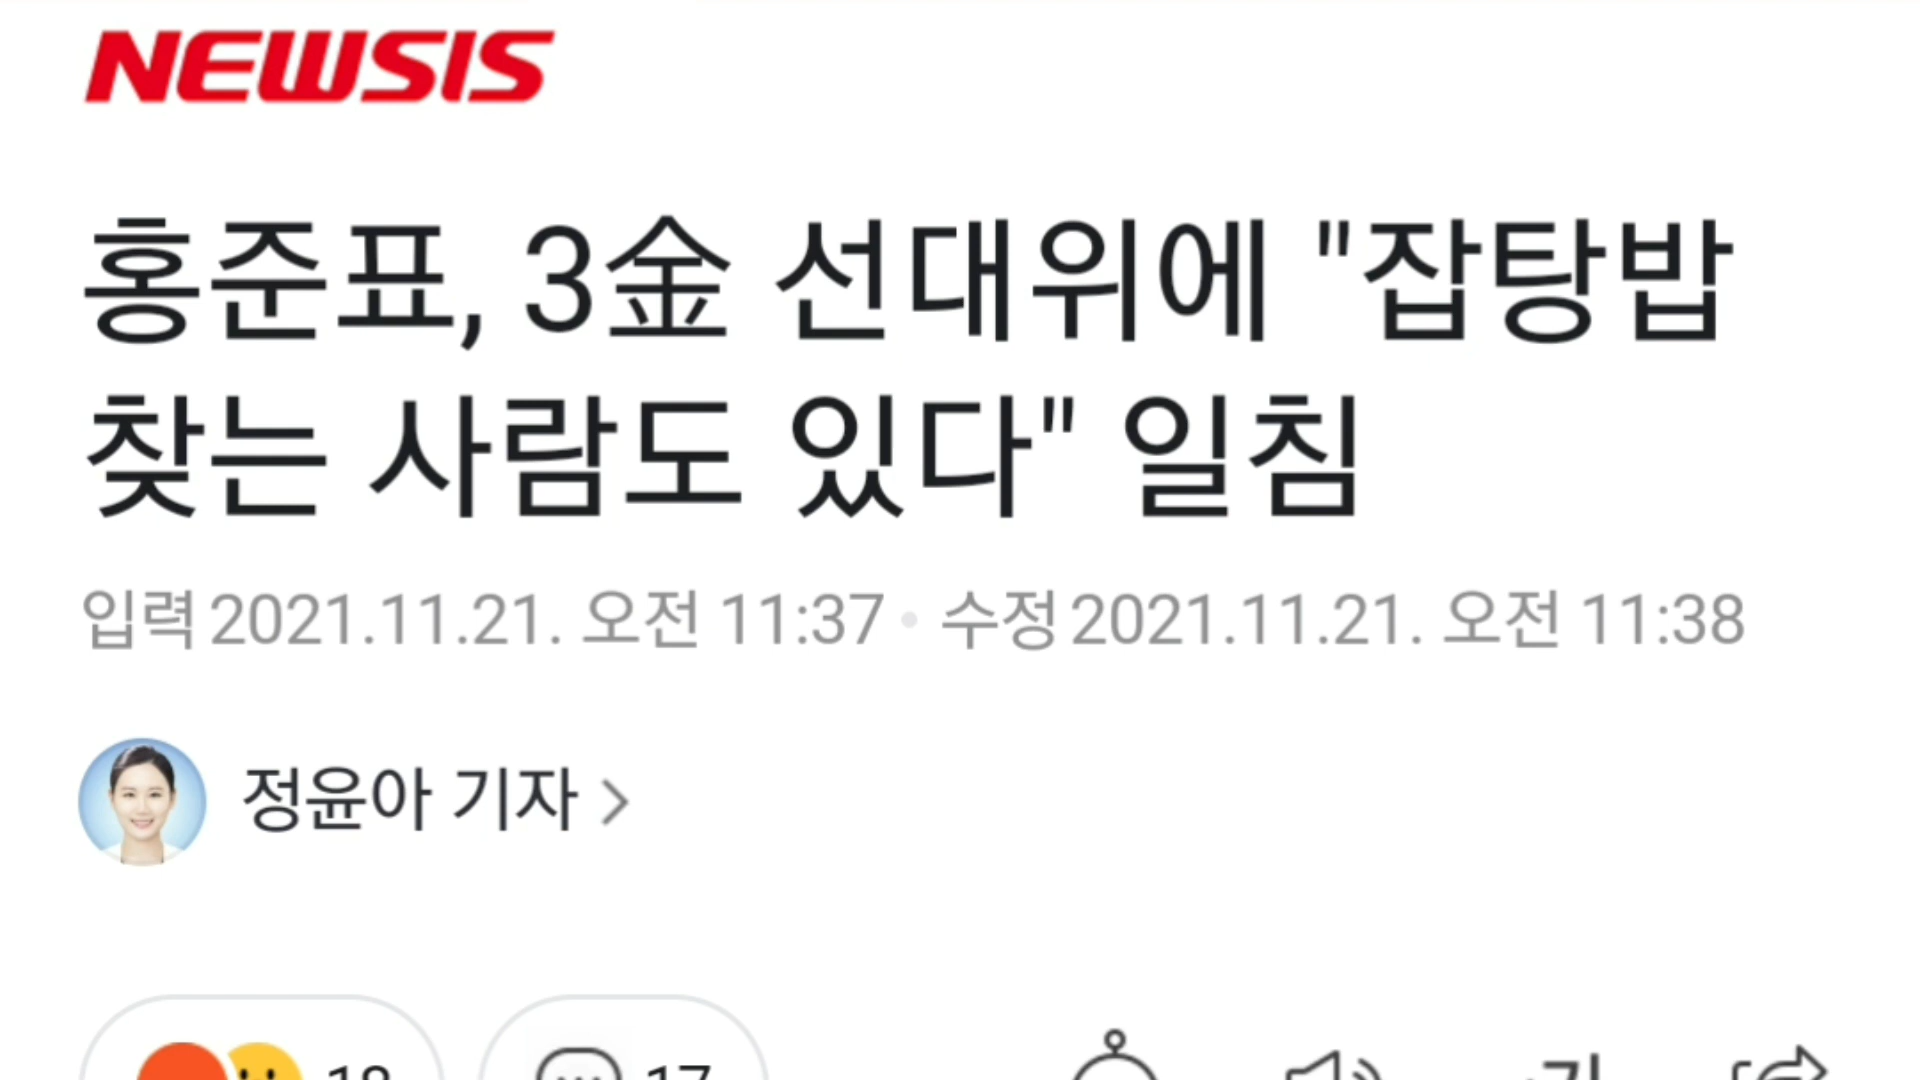 NEWSIS
홍준표, 3金 선대위에 "잡탕밥
찾는 사람도 있다" 일침
입력 2021.11.21. 오전 11:37 • 수정 2021.11.21. 오전 11:38
정윤아 기자 >
17